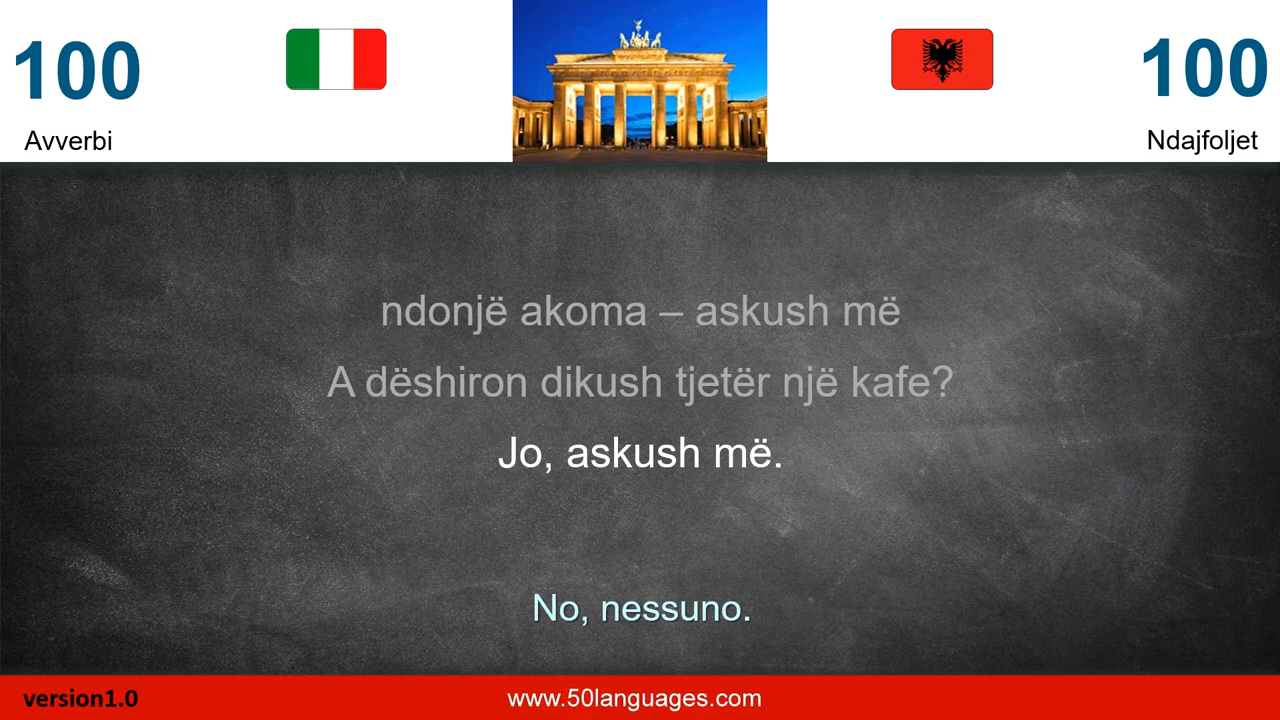 100
100
Avverbi
Ndajfoljet
ndonjë akoma – askush më
A dëshiron dikush tjetër një kafe?
Jo, askush më.
No, nessuno.
version1.0
www.50languages.com